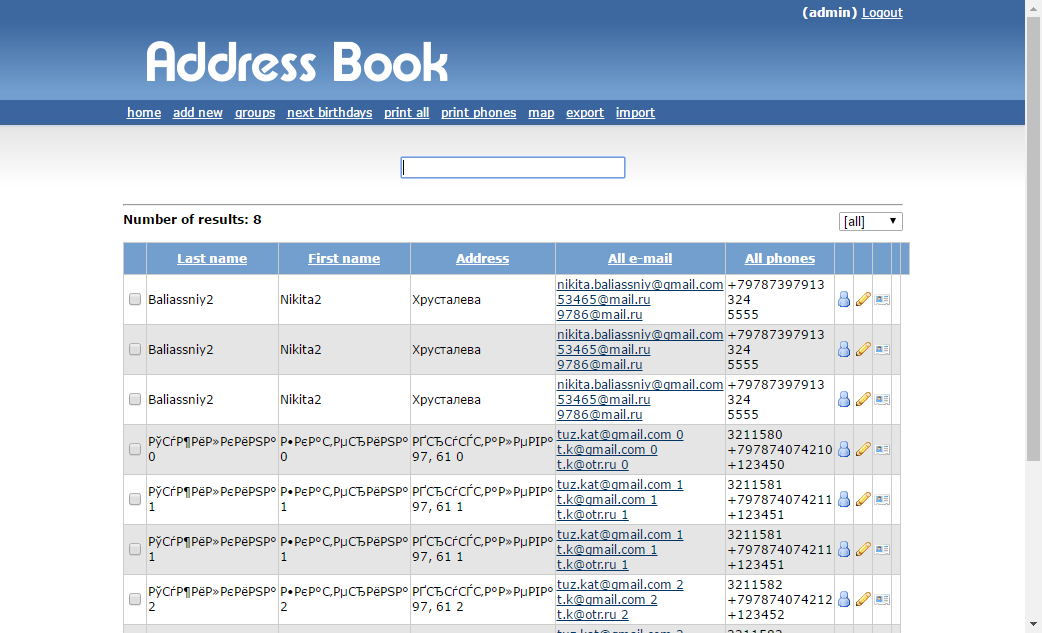 (admin) Logout
Address Book
home add new groups next birthdays print all print phones map export import
Number of results: 8 [all]
Last name First name Address All e-mail All phones
Baliassniy2 Nikita2 Хрусталева nikita.baliassniy@gmail.com +79787397913
53465@mail.ru 324
9786@mail.ru 5555
Baliassniy2 Nikita2 Хрусталева nikita.baliassniy@gmail.com +79787397913
53465@mail.ru 324
9786@mail.ru 5555
Baliassniy2 Nikita2 Хрусталева nikita.baliassniy@gmail.com +79787397913
53465@mail.ru 324
9786@mail.ru 5555
РўСѓР¶РёР»РєРёРЅР° Р•РєР°С‚РµСЂРёРЅР° РҐСЂСѓСЃС‚Р°Р»РµРІР° tuz.kat@gmail.com 0 3211580
0 0 97, 61 0 t.k@gmail.com 0 +797874074210
t.k@otr.ru 0 +123450
РўСѓР¶РёР»РєРёРЅР° Р•РєР°С‚РµСЂРёРЅР° РҐСЂСѓСЃС‚Р°Р»РµРІР° tuz.kat@gmail.com 1 3211581
1 1 97, 61 1 t.k@gmail.com 1 +797874074211
t.k@otr.ru 1 +123451
РўСѓР¶РёР»РєРёРЅР° Р•РєР°С‚РµСЂРёРЅР° РҐСЂСѓСЃС‚Р°Р»РµРІР° tuz.kat@gmail.com 1 3211581
1 1 97, 61 1 t.k@gmail.com 1 +797874074211
t.k@otr.ru 1 +123451
РўСѓР¶РёР»РєРёРЅР° Р•РєР°С‚РµСЂРёРЅР° РҐСЂСѓСЃС‚Р°Р»РµРІР° tuz.kat@gmail.com 2 3211582
2 2 97, 61 2 t.k@gmail.com 2 +797874074212
t.k@otr.ru 2 +123452
tuz.kat@gmail.com 2 3211582